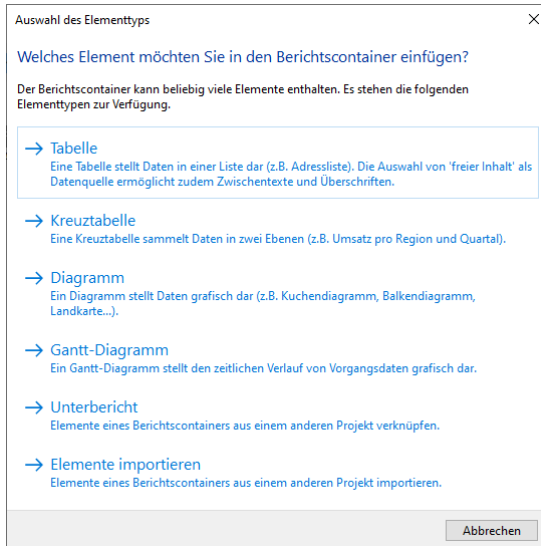 Auswahl des Elementtyps
Welches Element möchten Sie in den Berichtscontainer einfügen?
Der Berichtscontainer kann beliebig viele Elemente enthalten. Es stehen die folgenden
Elementtypen zur Verfügung.
Tabelle
Eine Tabelle stellt Daten in einer Liste dar (z.B. Adressliste). Die Auswahl von 'freier Inhalt' als
Datenquelle ermöglicht zudem Zwischentexte und Überschriften.
Kreuztabelle
Eine Kreuztabelle sammelt Daten in zwei Ebenen (z.B. Umsatz pro Region und Quartal).
Diagramm
Ein Diagramm stellt Daten grafisch dar (z.B. Kuchendiagramm, Balkendiagramm,
Landkarte...).
Gantt-Diagramm
Ein Gantt-Diagramm stellt den zeitlichen Verlauf von Vorgangsdaten grafisch dar.
Unterbericht
Elemente eines Berichtscontainers aus einem anderen Projekt verknüpfen.
Elemente importieren
Elemente eines Berichtscontainers aus einem anderen Projekt importieren.
Abbrechen